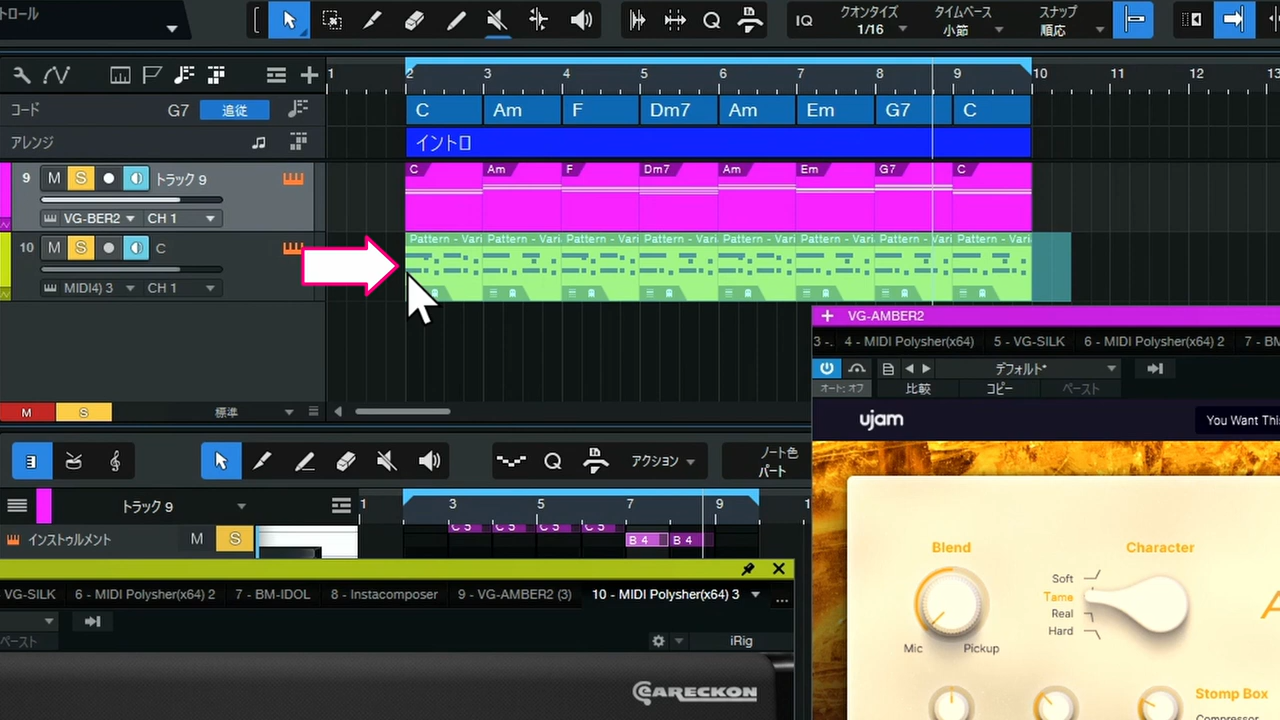 トロール
IQ
クオンタイズ
1/16
タイムベース
小節
スナップ
順応
1 2 3 4 5 6 7 8 9 10 11 12 13
コード G7 追従
C Am F Dm7 Am Em G7 C
アレンジ
イントロ
9 M S トラック 9
C Am F Dm7 Am Em G7 C
VG-BER2 CH 1
10 M S C
Pattern - Vari Pattern - Vari Pattern - Vari Pattern - Vari Pattern - Vari Pattern - Vari Pattern - Vari Pattern - Vari
MIDI4) 3 CH 1
M S 標準
VG-AMBER2
3 -. 4 - MIDI Polysher(x64) 5 - VG-SILK 6 - MIDI Polysher(x64) 2 7 - BM
デフォルト*
オート: オフ 比較 コピー ペースト
ujam
You Want This
アクション
ノート色
パート
トラック 9
1 3 5 7 9 1
C 5 C 5 C 5 C 5
インストゥルメント M S
B 4 B 4
VG-SILK 6 - MIDI Polysher(x64) 2 7 - BM-IDOL 8 - Instacomposer 9 - VG-AMBER2 (3) 10 - MIDI Polysher(x64) 3 ...
ペースト
iRig
CARECKON
Blend
Mic Pickup
Character
Soft
Tame
Real
Hard
Stomp Box